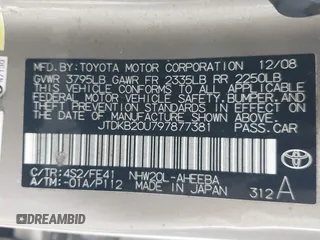 MFD. BY: TOYOTA MOTOR CORPORATION 12/08
GVWR 3795LB GAWR FR 2335LB RR 2250LB
THIS VEHICLE CONFORMS TO ALL APPLICABLE
FEDERAL MOTOR VEHICLE SAFETY, BUMPER,
AND THEFT PREVENTION STANDARDS IN EFFECT
ON THE DATE OF MANUFACTURE SHOWN ABOVE.
JTDKB20U797877381 PASS. CAR
C/TR: 4S2/FE41 NHW20L-AHEEBA
A/TM: -01A/P112 MADE IN JAPAN 312 A
TOYOTA